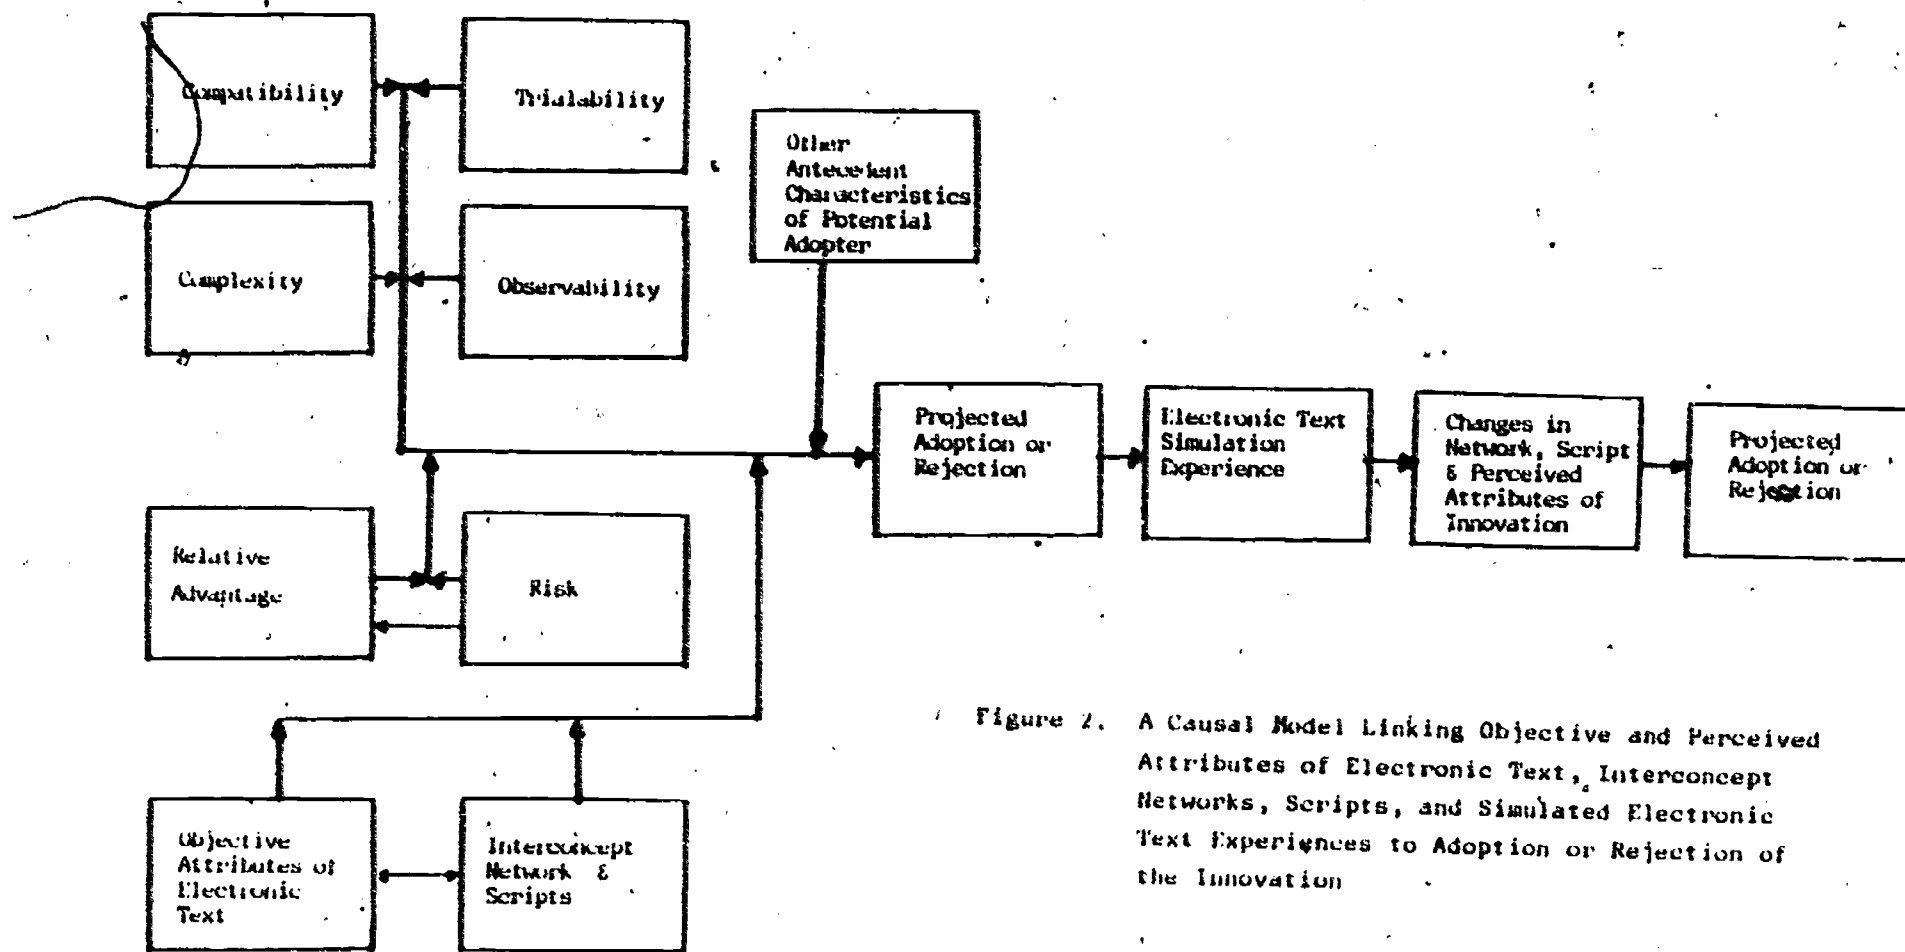 Compatibility
Trialability
Other
Antecedent
Characteristics
of Potential
Adopter
Complexity
Observability
Projected
Adoption or
Rejection
Electronic Text
Simulation
Experience
Changes in
Network, Script
& Perceived
Attributes of
Innovation
Projected
Adoption or
Rejection
Relative
Advantage
Risk
Objective
Attributes of
Electronic
Text
Interconcept
Network &
Scripts
Figure 2. A Causal Model Linking Objective and Perceived
Attributes of Electronic Text, Interconcept
Networks, Scripts, and Simulated Electronic
Text Experiences to Adoption or Rejection of
the Innovation